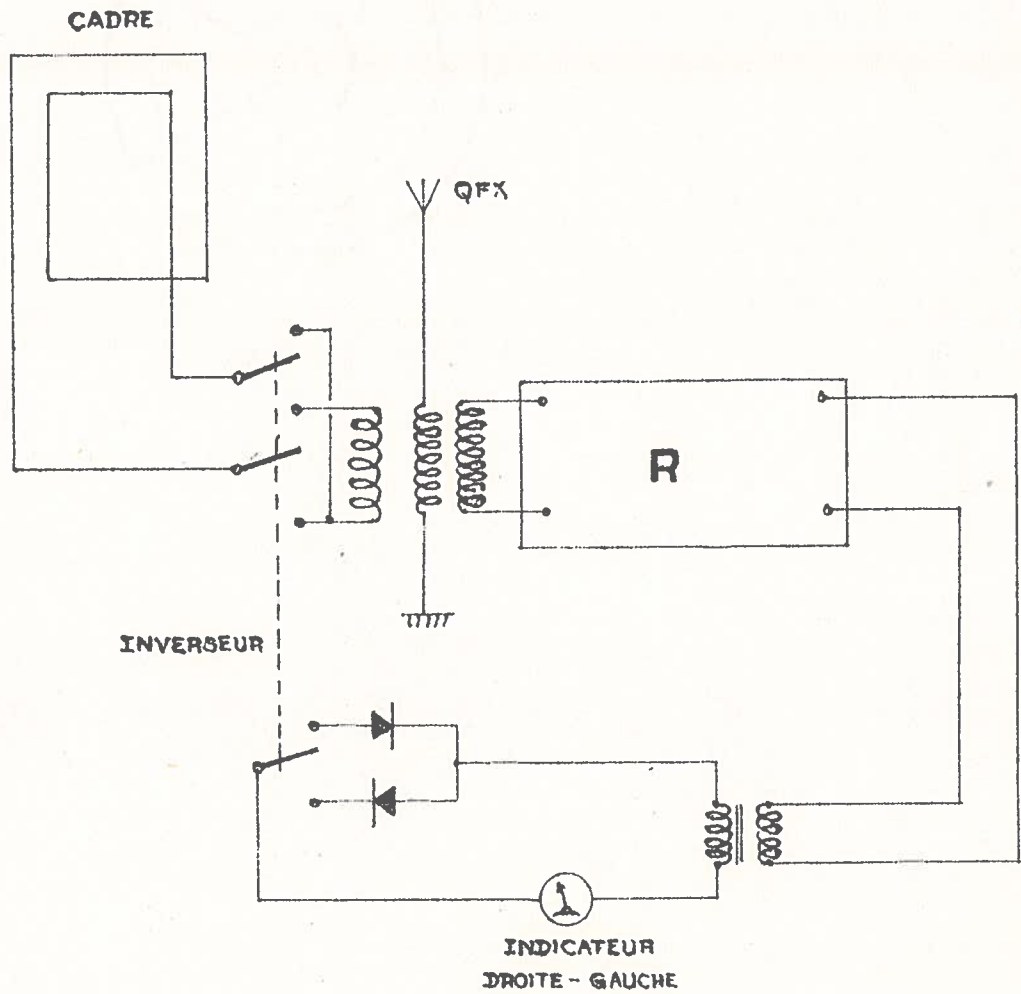 CADRE
QFX
R
INVERSEUR
INDICATEUR
DROITE - GAUCHE